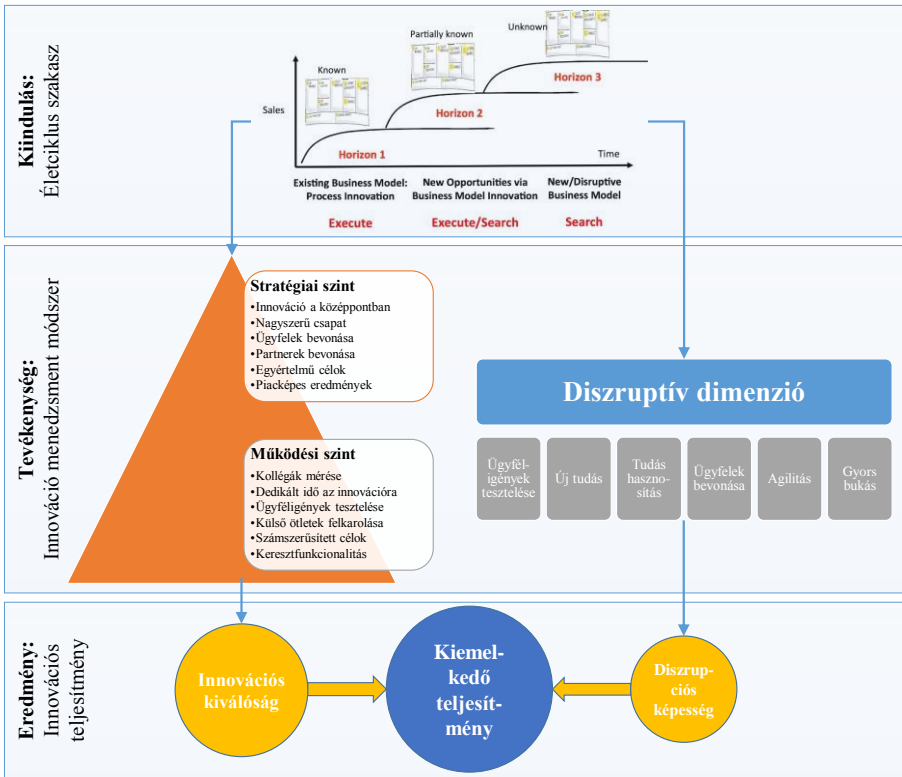 Kiindulás:
Életciklus szakasz
Unknown
Partially known
Known
Horizon 3
Sales
Horizon 2
Horizon 1
Time
Existing Business Model:
Process Innovation
New Opportunities via
Business Model Innovation
New/Disruptive
Business Model
Execute
Execute/Search
Search
Tevékenység:
Innováció menedzsment módszer
Stratégiai szint
•Innováció a középpontban
•Nagyszerű csapat
•Ügyfelek bevonása
•Partnerek bevonása
•Egyértelmű célok
•Piacképes eredmények
Működési szint
•Kollégák mérése
•Dedikált idő az innovációra
•Ügyféligények tesztelése
•Külső ötletek felkarolása
•Számszerűsített célok
•Keresztfunkcionalitás
Diszruptív dimenzió
Ügyfél-
igények
tesztelése
Új tudás
Tudás
haszno-
sítás
Ügyfelek
bevonása
Agilitás
Gyors
bukás
Eredmény:
Innovációs
teljesítmény
Innovációs
kiválóság
Kiemel-
kedő
teljesít-
mény
Diszrup-
ciós
képesség